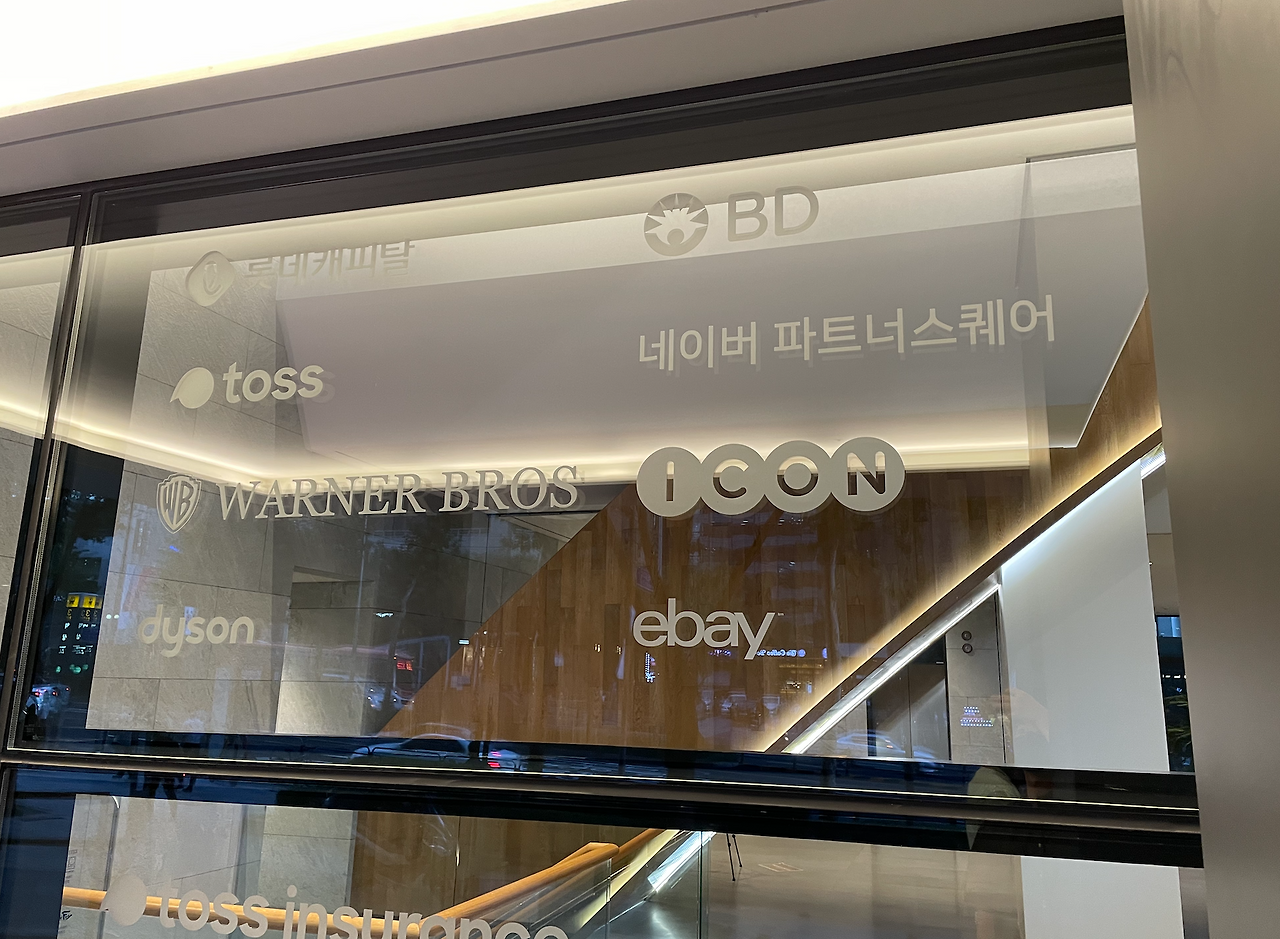 롯데캐피탈
BD
toss
네이버 파트너스퀘어
WB
WARNER BROS
ICON
dyson
ebay
toss insurance